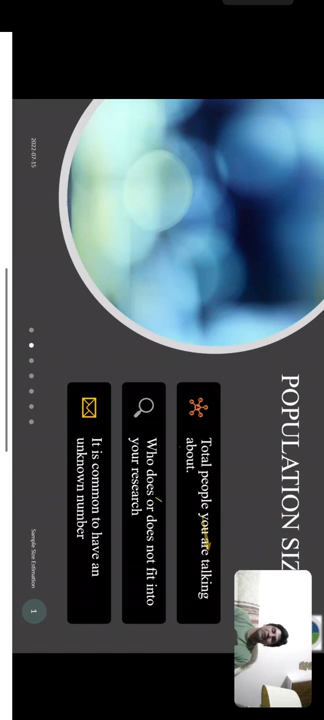 POPULATION SIZ
Total people you are talking
about.
Who does or does not fit into
your research
It is common to have an
unknown number
2022-07-15
Sample Size Estimation
1